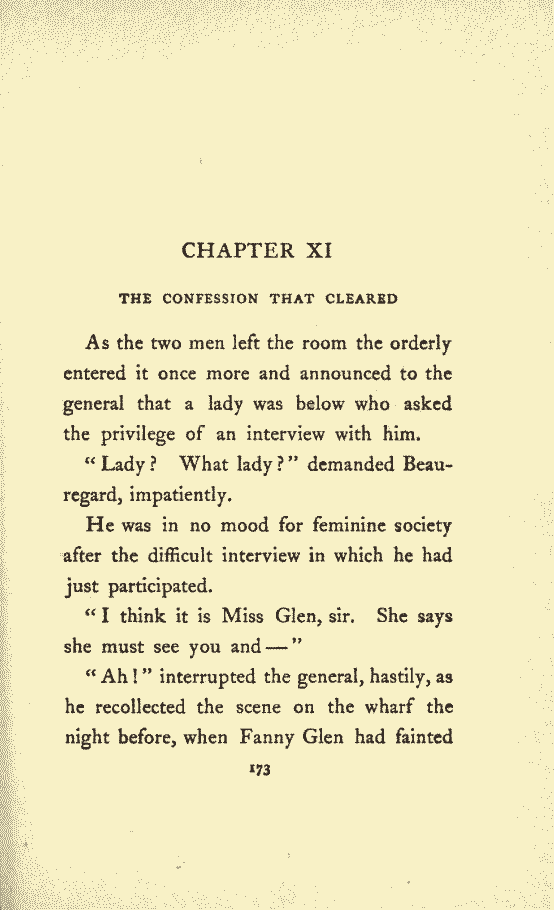 CHAPTER XI
THE CONFESSION THAT CLEARED
As the two men left the room the orderly
entered it once more and announced to the
general that a lady was below who asked
the privilege of an interview with him.
“Lady? What lady?” demanded Beau-
regard, impatiently.
He was in no mood for feminine society
after the difficult interview in which he had
just participated.
“I think it is Miss Glen, sir. She says
she must see you and—”
“Ah!” interrupted the general, hastily, as
he recollected the scene on the wharf the
night before, when Fanny Glen had fainted
173